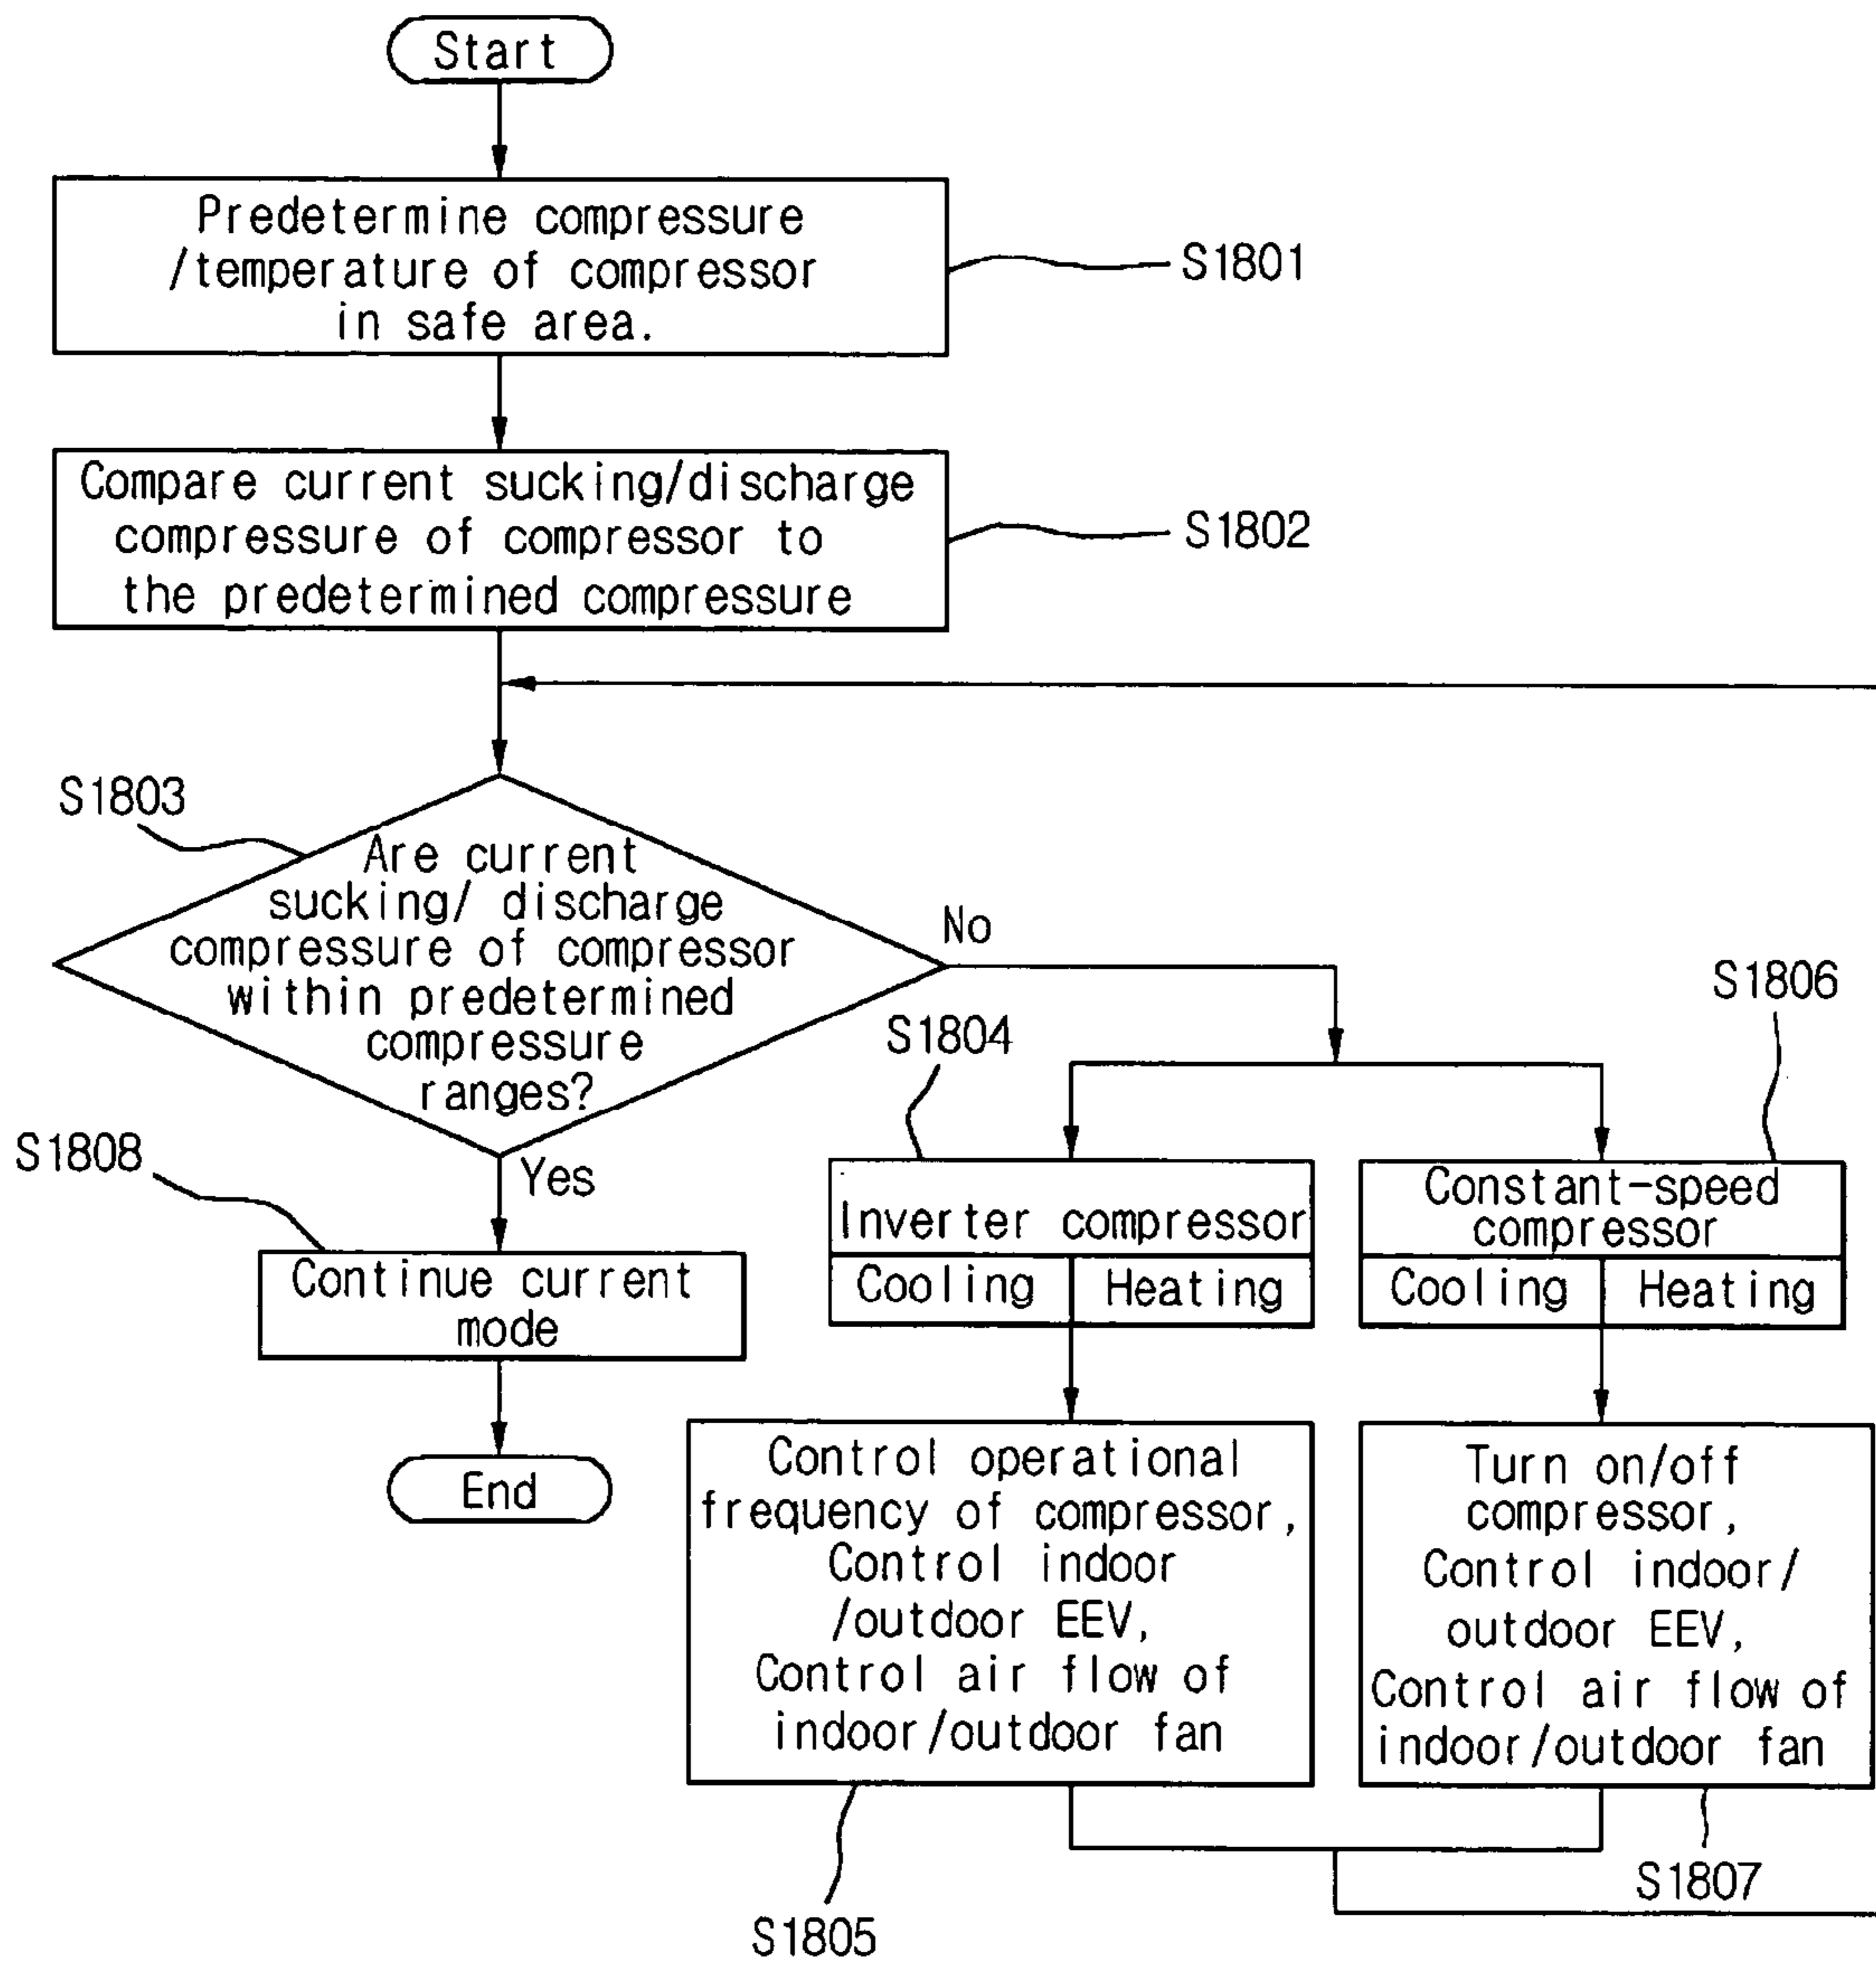 Start
Predetermine compressure
/temperature of compressor
in safe area.
S1801
Compare current sucking/discharge
compressure of compressor to
the predetermined compressure
S1802
S1803
Are current
sucking/ discharge
compressure of compressor
within predetermined
compressure
ranges?
No
Yes
S1808
Continue current
mode
End
S1804
Inverter compressor
Cooling
Heating
S1806
Constant-speed
compressor
Cooling
Heating
Control operational
frequency of compressor,
Control indoor
/outdoor EEV,
Control air flow of
indoor/outdoor fan
S1805
Turn on/off
compressor,
Control indoor/
outdoor EEV,
Control air flow of
indoor/outdoor fan
S1807